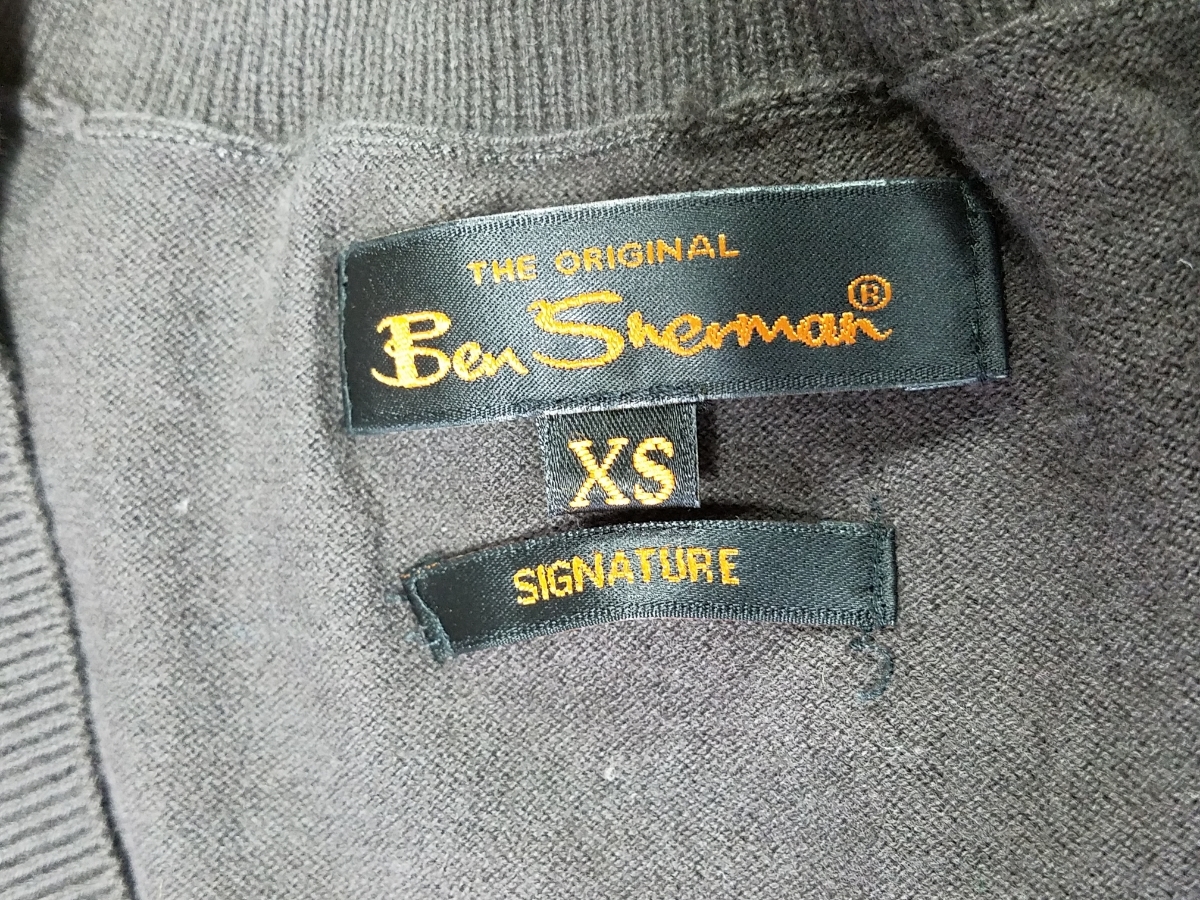 THE ORIGINAL
Ben Sherman®
XS
SIGNATURE